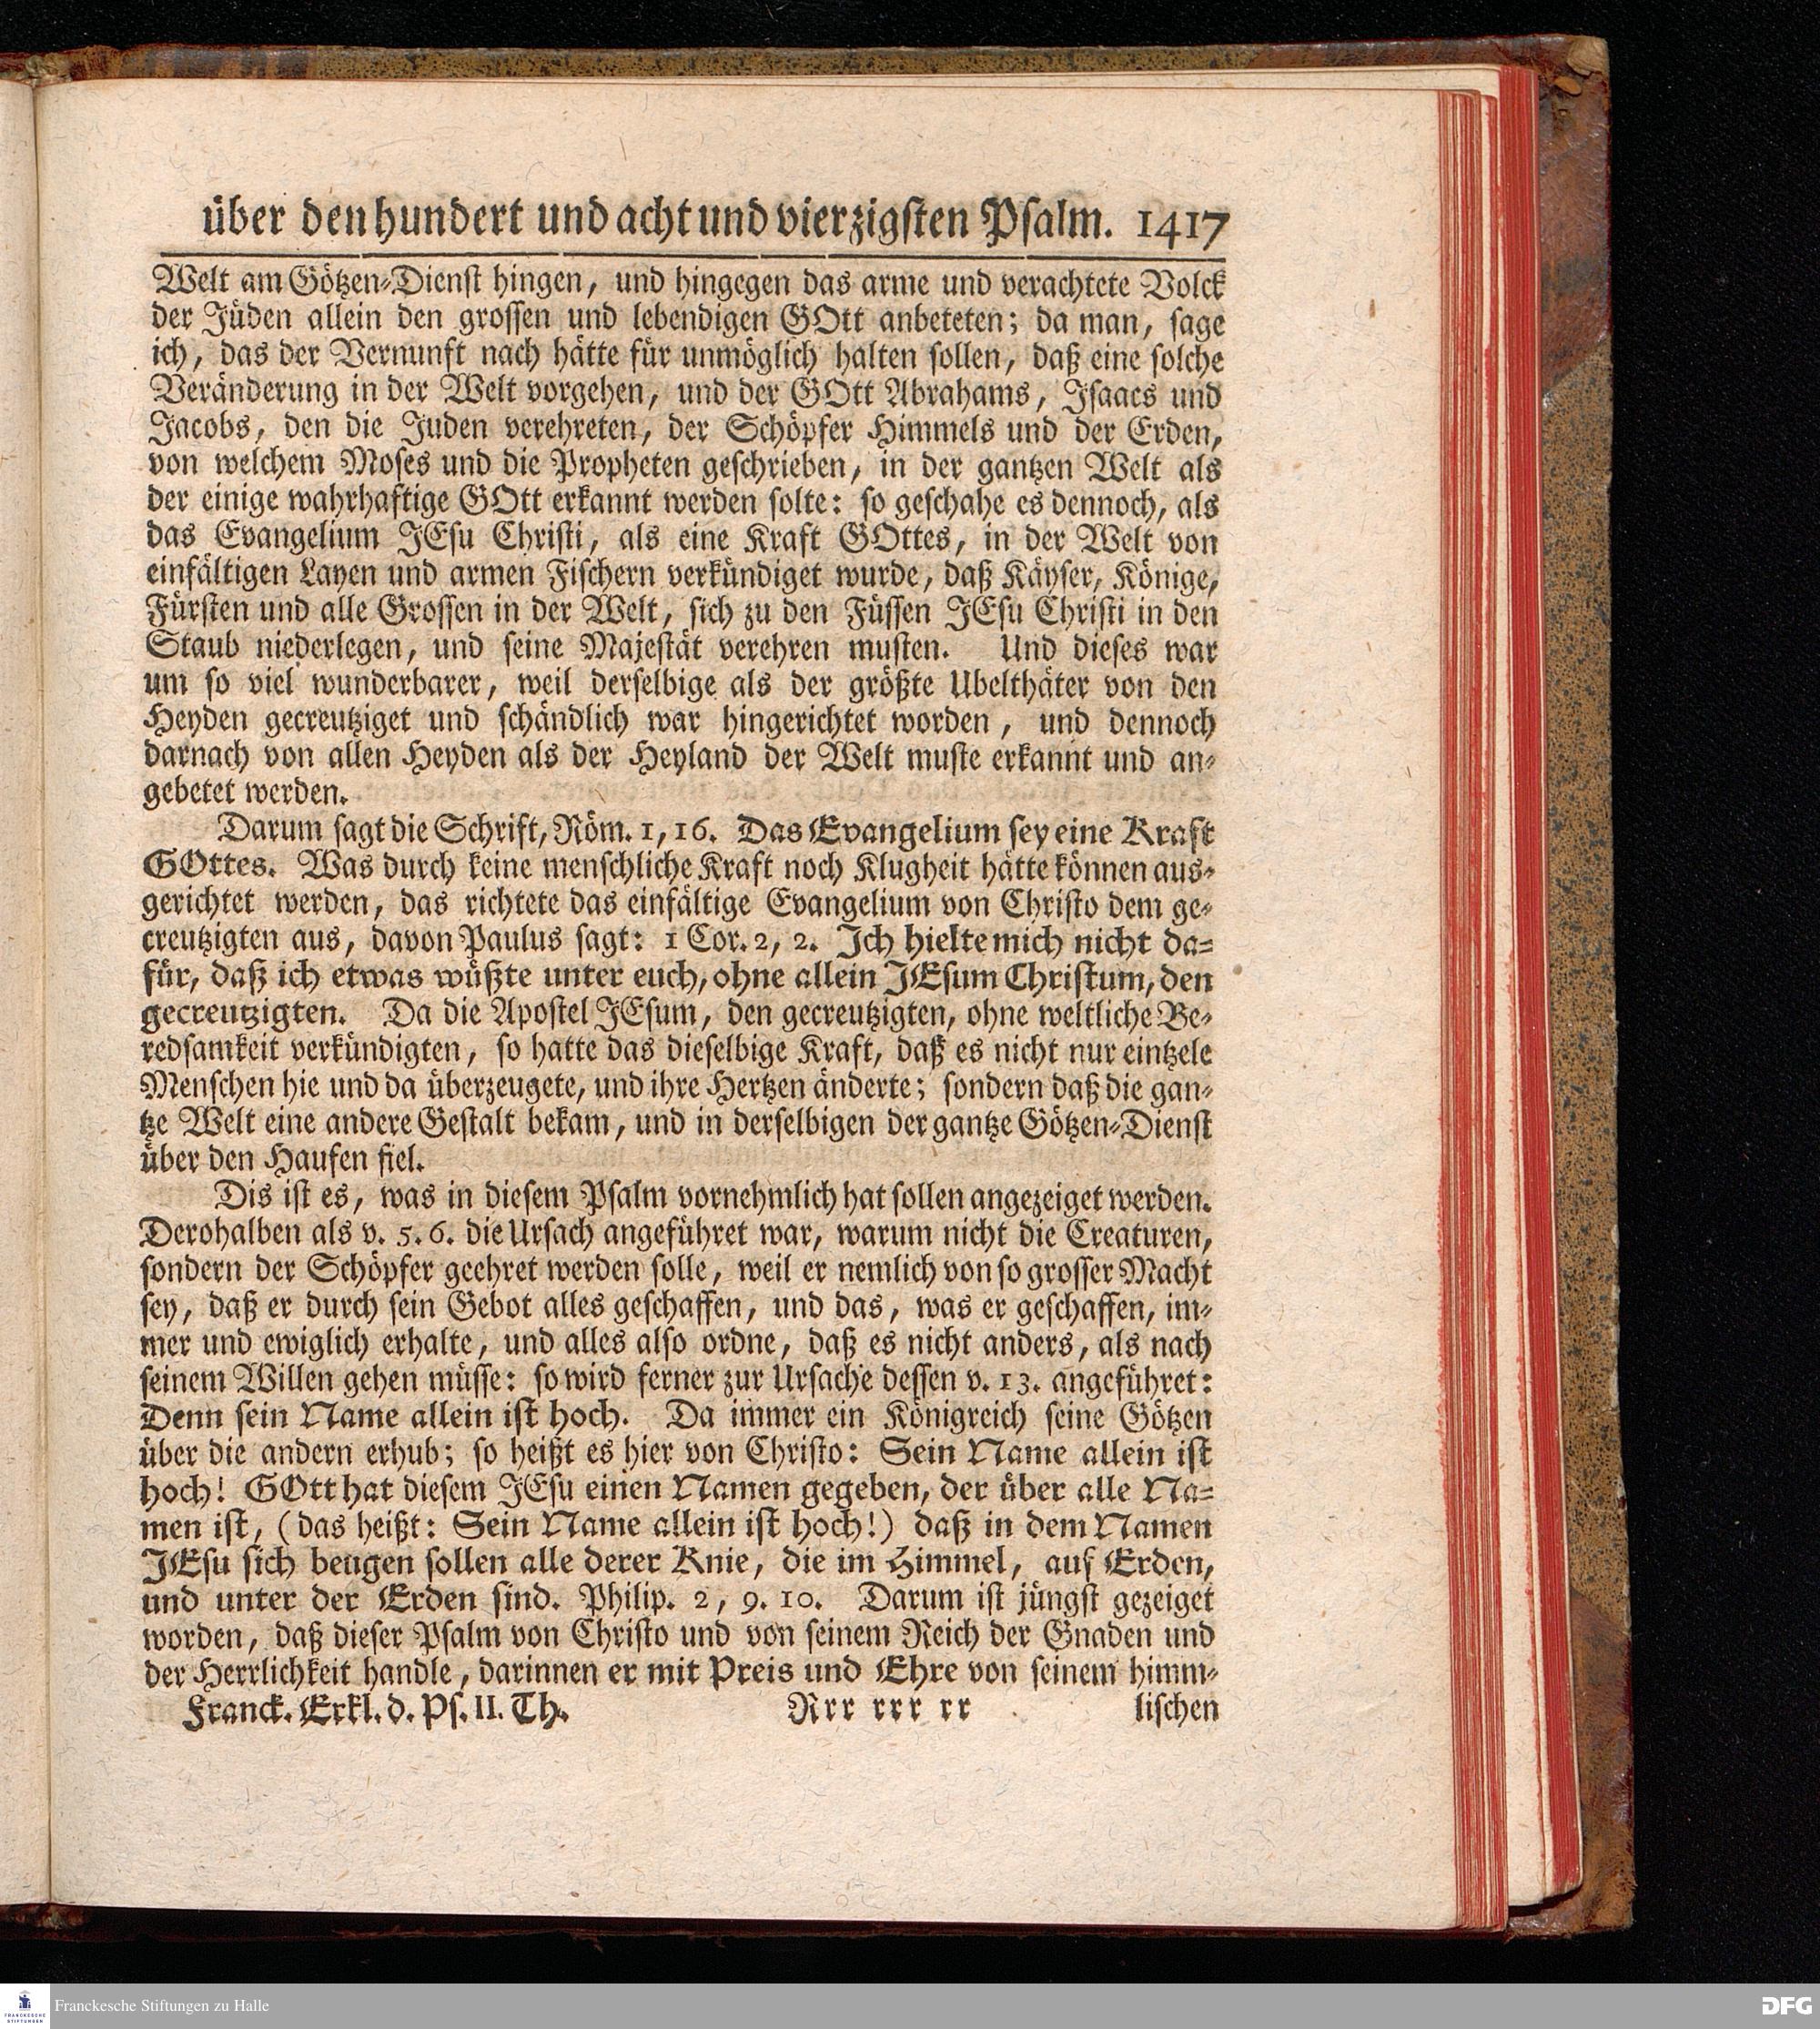 über den hundert und acht und vierzigsten Psalm. 1417
Welt am Götzen-Dienst hingen, und hingegen das arme und verachtete Volck
der Jüden allein den grossen und lebendigen GOtt anbeteten; da man, sage
ich, das der Vernunft nach hätte für unmöglich halten sollen, daß eine solche
Veränderung in der Welt vorgehen, und der GOtt Abrahams, Isaacs und
Jacobs, den die Juden verehreten, der Schöpfer Himmels und der Erden,
von welchem Moses und die Propheten geschrieben, in der gantzen Welt als
der einige wahrhaftige GOtt erkannt werden solte: so geschahe es dennoch, als
das Evangelium JEsu Christi, als eine Kraft GOttes, in der Welt von
einfältigen Layen und armen Fischern verkündiget wurde, daß Käyser, Könige,
Fürsten und alle Grossen in der Welt, sich zu den Füssen JEsu Christi in den
Staub niederlegen, und seine Majestät verehren musten. Und dieses war
um so viel wunderbarer, weil derselbige als der größte Ubelthäter von den
Heyden gecreutziget und schändlich war hingerichtet worden, und dennoch
darnach von allen Heyden als der Heyland der Welt muste erkannt und an-
gebetet werden.
Darum sagt die Schrift, Röm. 1, 16. Das Evangelium sey eine Kraft
GOttes. Was durch keine menschliche Kraft noch Klugheit hätte können aus-
gerichtet werden, das richtete das einfältige Evangelium von Christo dem ge-
creutzigten aus, davon Paulus sagt: 1 Cor. 2, 2. Ich hielte mich nicht da-
für, daß ich etwas wüßte unter euch, ohne allein JEsum Christum, den
gecreutzigten. Da die Apostel JEsum, den gecreutzigten, ohne weltliche Be-
redsamkeit verkündigten, so hatte das dieselbige Kraft, daß es nicht nur eintzele
Menschen hie und da überzeugete, und ihre Hertzen änderte; sondern daß die gan-
tze Welt eine andere Gestalt bekam, und in derselbigen der gantze Götzen-Dienst
über den Haufen fiel.
Dis ist es, was in diesem Psalm vornehmlich hat sollen angezeiget werden.
Derohalben als v. 5. 6. die Ursach angeführet war, warum nicht die Creaturen,
sondern der Schöpfer geehret werden solle, weil er nemlich von so grosser Macht
sey, daß er durch sein Gebot alles geschaffen, und das, was er geschaffen, im-
mer und ewiglich erhalte, und alles also ordne, daß es nicht anders, als nach
seinem Willen gehen müsse: so wird ferner zur Ursache dessen v. 13. angeführet:
Denn sein Name allein ist hoch. Da immer ein Königreich seine Götzen
über die andern erhub; so heißt es hier von Christo: Sein Name allein ist
hoch! GOtt hat diesem JEsu einen Namen gegeben, der über alle Na-
men ist, (das heißt: Sein Name allein ist hoch!) daß in dem Namen
JEsu sich beugen sollen alle derer Knie, die im Himmel, auf Erden,
und unter der Erden sind. Philip. 2, 9. 10. Darum ist jüngst gezeiget
worden, daß dieser Psalm von Christo und von seinem Reich der Gnaden und
der Herrlichkeit handle, darinnen er mit Preis und Ehre von seinem himm-
Franck. Erkl. d. Ps. II. Th. Rrr rrr rr lischen
FRANCKESCHE STIFTUNGEN Franckesche Stiftungen zu Halle DFG